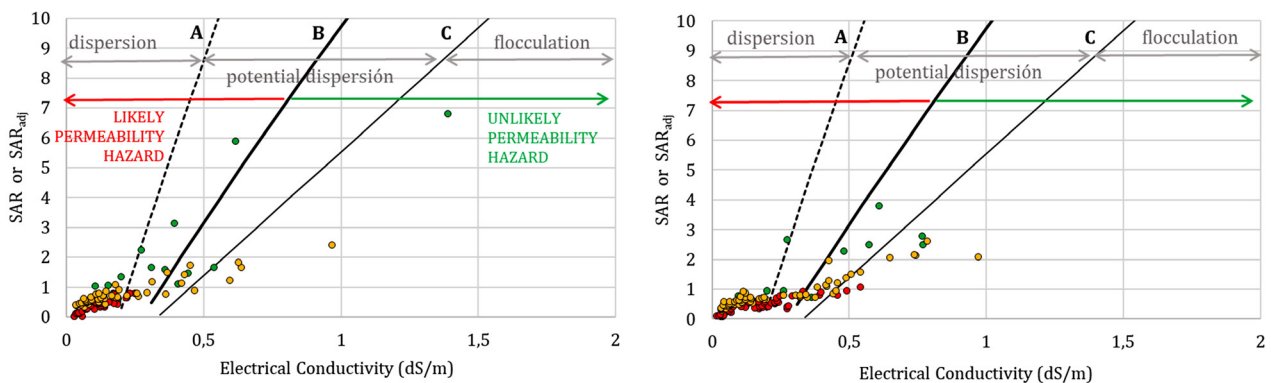 10
9
8
7
6
5
4
3
2
1
0
SAR or SARadj
dispersion
A
B
C
flocculation
potential dispersión
LIKELY
PERMEABILITY
HAZARD
UNLIKELY
PERMEABILITY
HAZARD
0 0,5 1 1,5 2
Electrical Conductivity (dS/m)
10
9
8
7
6
5
4
3
2
1
0
SAR or SARadj
dispersion
A
B
C
flocculation
potential dispersión
0 0,5 1 1,5 2
Electrical Conductivity (dS/m)